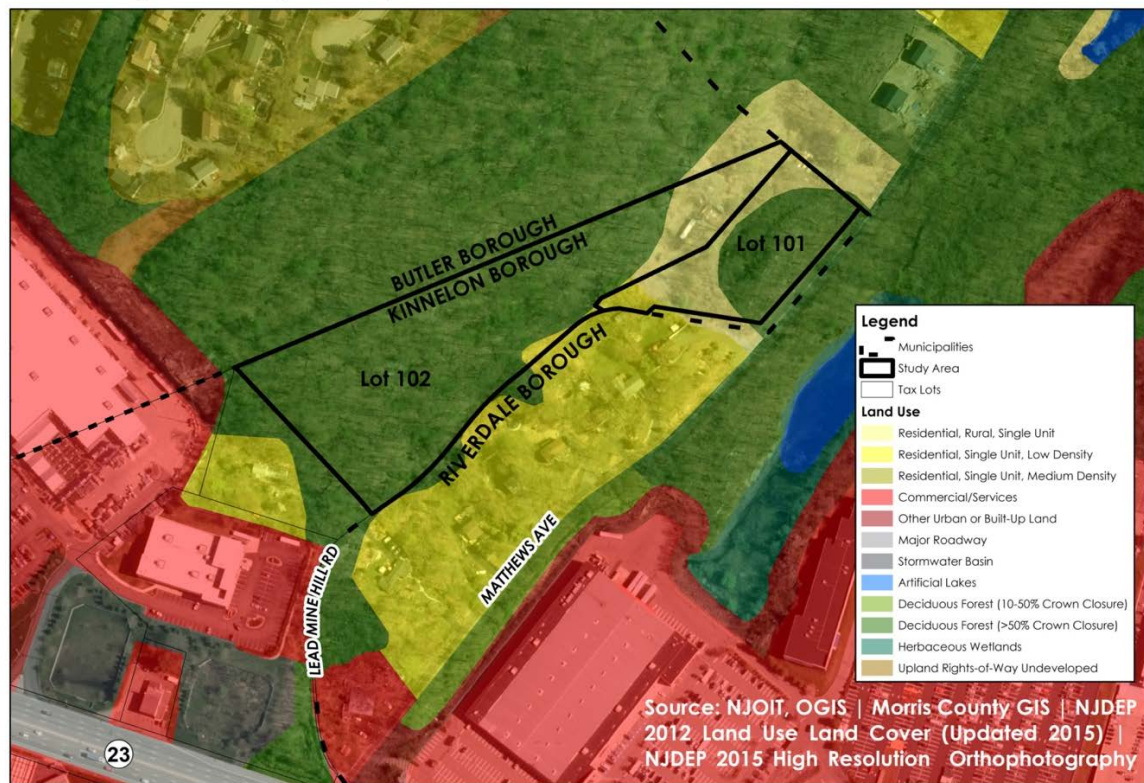 BUTLER BOROUGH
KINNELON BOROUGH
Lot 101
Lot 102
RIVERDALE BOROUGH
MATTHEWS AVE
LEAD MINE HILL RD
23
Legend
Municipalities
Study Area
Tax Lots
Land Use
Residential, Rural, Single Unit
Residential, Single Unit, Low Density
Residential, Single Unit, Medium Density
Commercial/Services
Other Urban or Built-Up Land
Major Roadway
Stormwater Basin
Artificial Lakes
Deciduous Forest (10-50% Crown Closure)
Deciduous Forest (>50% Crown Closure)
Herbaceous Wetlands
Upland Rights-of-Way Undeveloped
Source: NJOIT, OGIS | Morris County GIS | NJDEP
2012 Land Use Land Cover (Updated 2015) |
NJDEP 2015 High Resolution Orthophotography